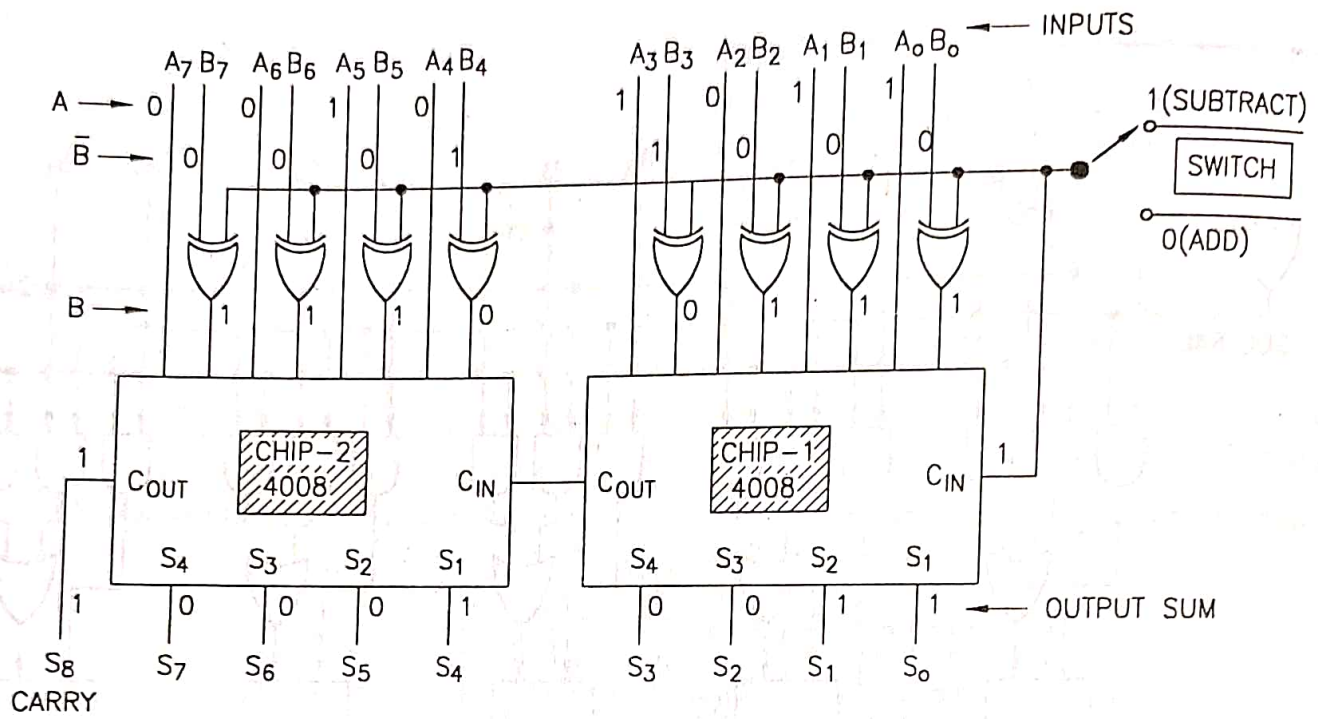 INPUTS
A7 B7 A6 B6 A5 B5 A4 B4 A3 B3 A2 B2 A1 B1 A0 B0
A 0 0 1 0 1 0 1 1
1(SUBTRACT)
B̅ 0 0 0 1 1 0 0 0
SWITCH
0(ADD)
B 1 1 1 0 0 1 1 1
CHIP-2 CHIP-1
1 COUT 4008 CIN COUT 4008 CIN 1
S4 S3 S2 S1 S4 S3 S2 S1
1 0 0 0 1 0 0 1 1 OUTPUT SUM
S8 S7 S6 S5 S4 S3 S2 S1 S0
CARRY